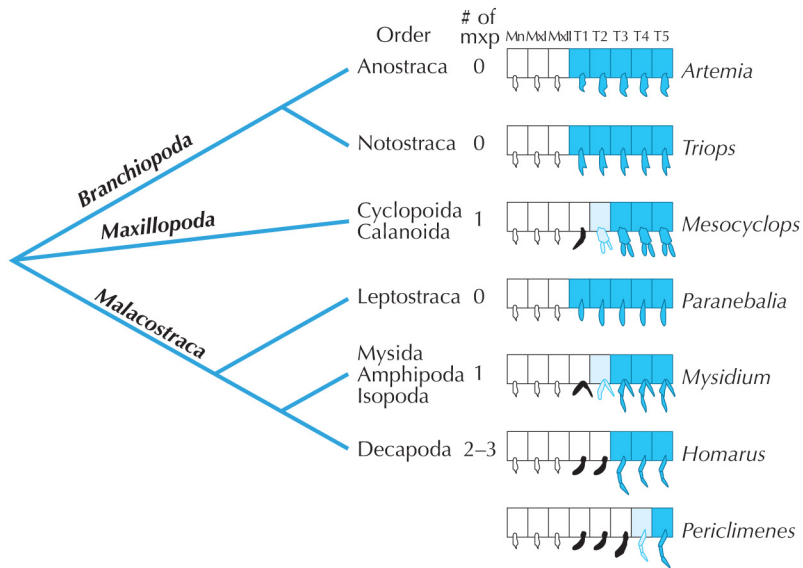 Order
# of
mxp
Mn MxI MxII T1 T2 T3 T4 T5
Anostraca 0 Artemia
Notostraca 0 Triops
Branchiopoda
Cyclopoida
Calanoida
1 Mesocyclops
Maxillopoda
Leptostraca 0 Paranebalia
Malacostraca
Mysida
Amphipoda 1 Mysidium
Isopoda
Decapoda 2–3 Homarus
Periclimenes